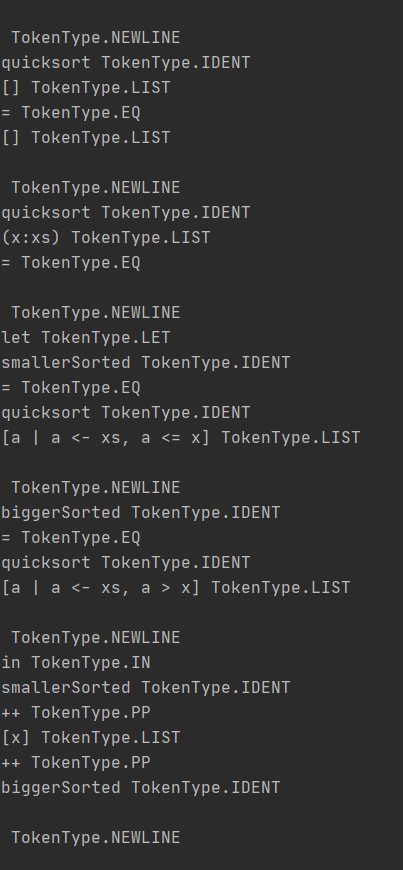 TokenType.NEWLINE
quicksort TokenType.IDENT
[] TokenType.LIST
= TokenType.EQ
[] TokenType.LIST
TokenType.NEWLINE
quicksort TokenType.IDENT
(x:xs) TokenType.LIST
= TokenType.EQ
TokenType.NEWLINE
let TokenType.LET
smallerSorted TokenType.IDENT
= TokenType.EQ
quicksort TokenType.IDENT
[a | a <- xs, a <= x] TokenType.LIST
TokenType.NEWLINE
biggerSorted TokenType.IDENT
= TokenType.EQ
quicksort TokenType.IDENT
[a | a <- xs, a > x] TokenType.LIST
TokenType.NEWLINE
in TokenType.IN
smallerSorted TokenType.IDENT
++ TokenType.PP
[x] TokenType.LIST
++ TokenType.PP
biggerSorted TokenType.IDENT
TokenType.NEWLINE